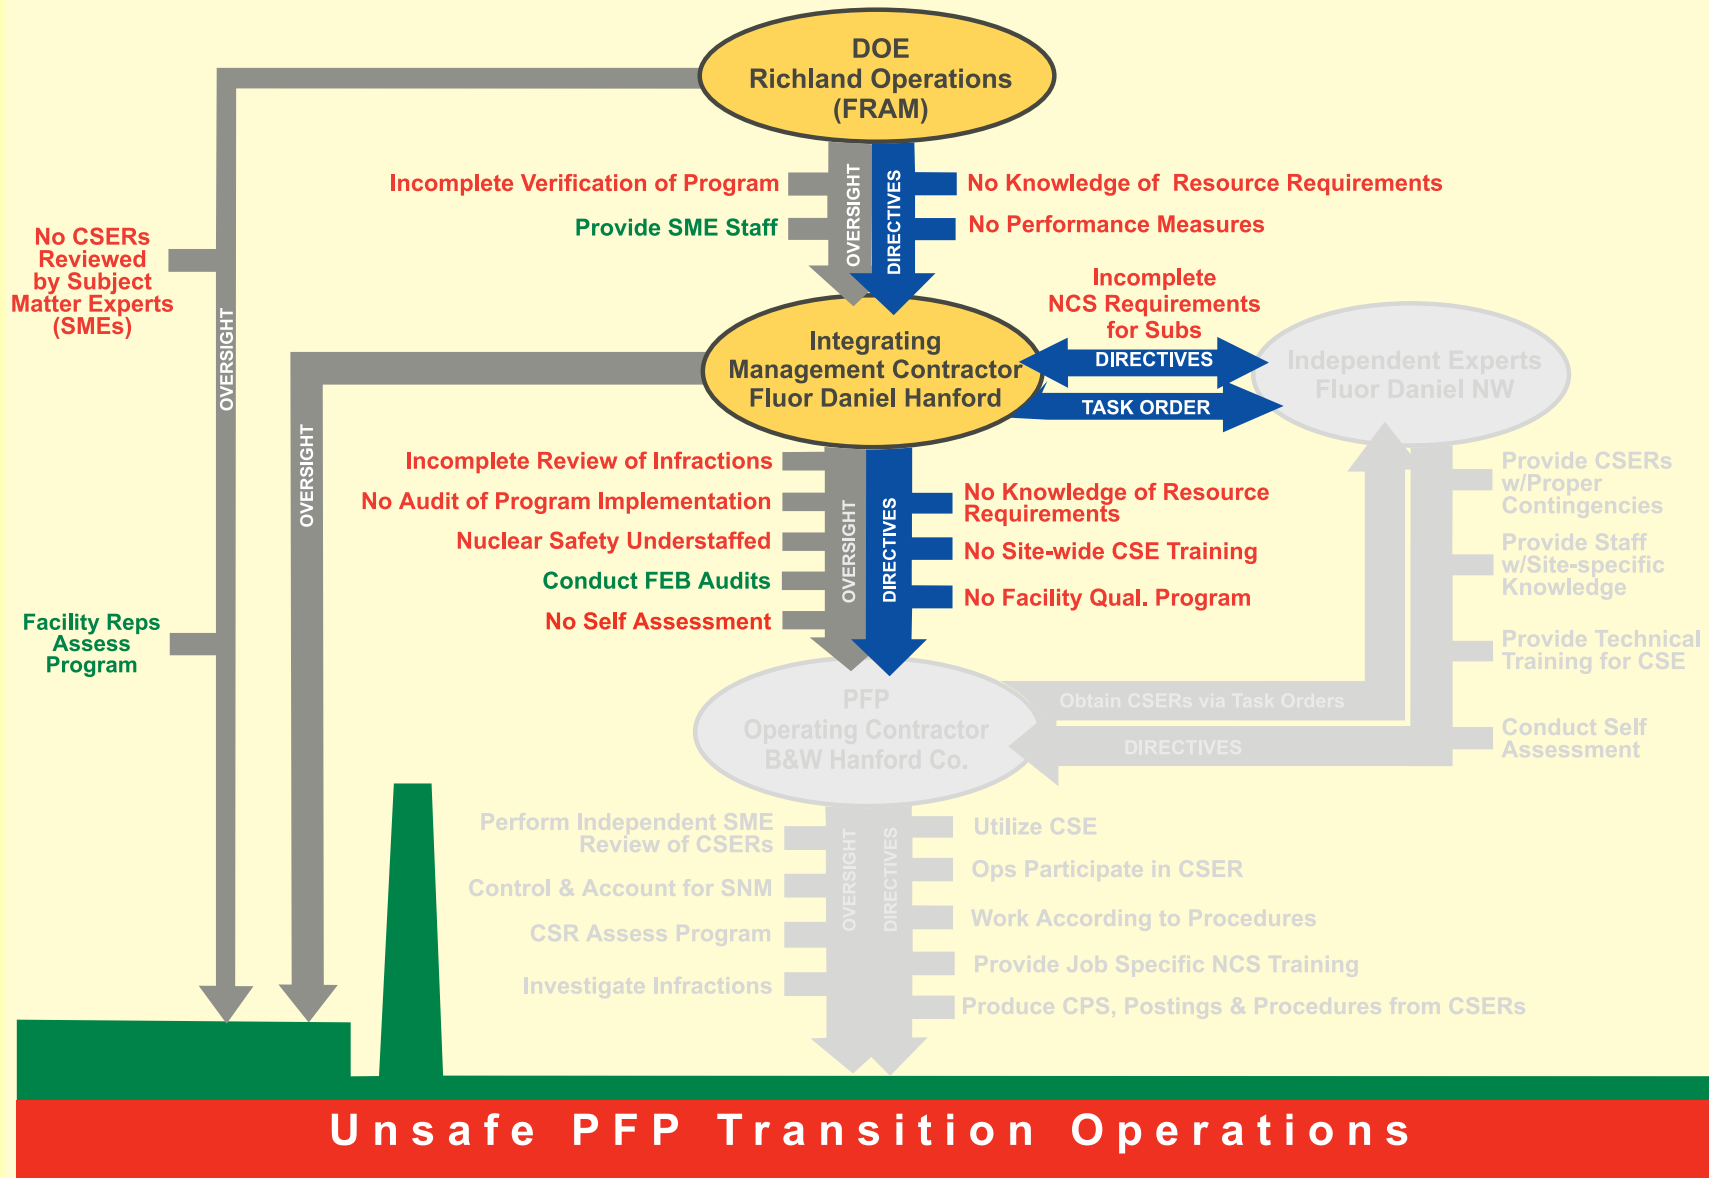 DOE
Richland Operations
(FRAM)
OVERSIGHT
DIRECTIVES
Incomplete Verification of Program
Provide SME Staff
No Knowledge of Resource Requirements
No Performance Measures
No CSERs
Reviewed
by Subject
Matter Experts
(SMEs)
OVERSIGHT
Facility Reps
Assess
Program
Incomplete
NCS Requirements
for Subs
DIRECTIVES
TASK ORDER
Integrating
Management Contractor
Fluor Daniel Hanford
Independent Experts
Fluor Daniel NW
OVERSIGHT
Incomplete Review of Infractions
No Audit of Program Implementation
Nuclear Safety Understaffed
Conduct FEB Audits
No Self Assessment
OVERSIGHT
DIRECTIVES
No Knowledge of Resource
Requirements
No Site-wide CSE Training
No Facility Qual. Program
Provide CSERs
w/Proper
Contingencies
Provide Staff
w/Site-specific
Knowledge
Provide Technical
Training for CSE
Conduct Self
Assessment
PFP
Operating Contractor
B&W Hanford Co.
Obtain CSERs via Task Orders
DIRECTIVES
Perform Independent SME
Review of CSERs
Control & Account for SNM
CSR Assess Program
Investigate Infractions
OVERSIGHT
DIRECTIVES
Utilize CSE
Ops Participate in CSER
Work According to Procedures
Provide Job Specific NCS Training
Produce CPS, Postings & Procedures from CSERs
Unsafe PFP Transition Operations